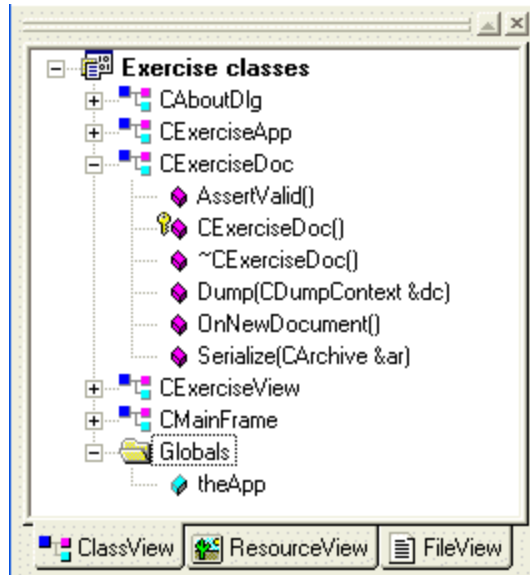 Exercise classes
CAboutDlg
CExerciseApp
CExerciseDoc
AssertValid()
CExerciseDoc()
~CExerciseDoc()
Dump(CDumpContext &dc)
OnNewDocument()
Serialize(CArchive &ar)
CExerciseView
CMainFrame
Globals
theApp
ClassView ResourceView FileView